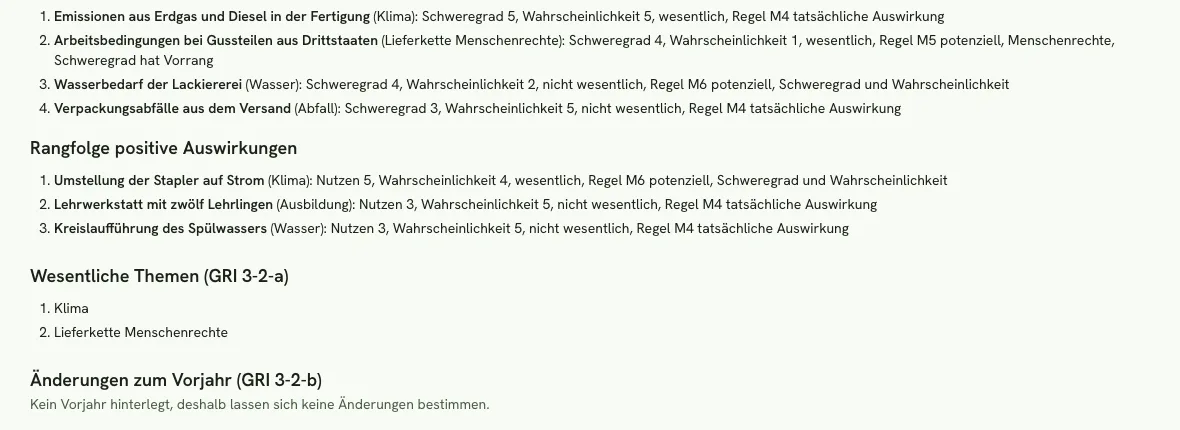 1. Emissionen aus Erdgas und Diesel in der Fertigung (Klima): Schweregrad 5, Wahrscheinlichkeit 5, wesentlich, Regel M4 tatsächliche Auswirkung
2. Arbeitsbedingungen bei Gussteilen aus Drittstaaten (Lieferkette Menschenrechte): Schweregrad 4, Wahrscheinlichkeit 1, wesentlich, Regel M5 potenziell, Menschenrechte,
Schweregrad hat Vorrang
3. Wasserbedarf der Lackiererei (Wasser): Schweregrad 4, Wahrscheinlichkeit 2, nicht wesentlich, Regel M6 potenziell, Schweregrad und Wahrscheinlichkeit
4. Verpackungsabfälle aus dem Versand (Abfall): Schweregrad 3, Wahrscheinlichkeit 5, nicht wesentlich, Regel M4 tatsächliche Auswirkung
Rangfolge positive Auswirkungen
1. Umstellung der Stapler auf Strom (Klima): Nutzen 5, Wahrscheinlichkeit 4, wesentlich, Regel M6 potenziell, Schweregrad und Wahrscheinlichkeit
2. Lehrwerkstatt mit zwölf Lehrlingen (Ausbildung): Nutzen 3, Wahrscheinlichkeit 5, nicht wesentlich, Regel M4 tatsächliche Auswirkung
3. Kreislaufführung des Spülwassers (Wasser): Nutzen 3, Wahrscheinlichkeit 5, nicht wesentlich, Regel M4 tatsächliche Auswirkung
Wesentliche Themen (GRI 3-2-a)
1. Klima
2. Lieferkette Menschenrechte
Änderungen zum Vorjahr (GRI 3-2-b)
Kein Vorjahr hinterlegt, deshalb lassen sich keine Änderungen bestimmen.